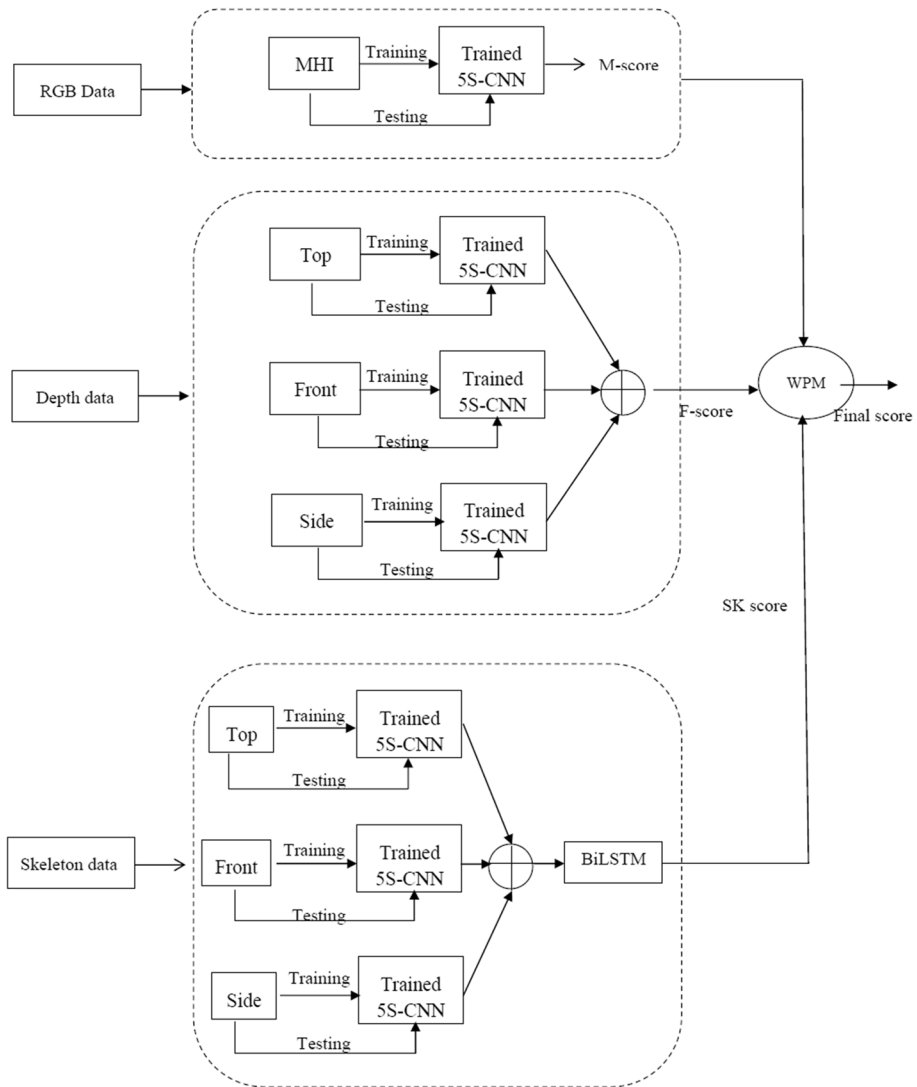 RGB Data
MHI
Training
Testing
Trained
5S-CNN
M-score
Depth data
Top
Training
Testing
Trained
5S-CNN
Front
Training
Testing
Trained
5S-CNN
Side
Training
Testing
Trained
5S-CNN
F-score
WPM
Final score
SK score
Skeleton data
Top
Training
Testing
Trained
5S-CNN
Front
Training
Testing
Trained
5S-CNN
Side
Training
Testing
Trained
5S-CNN
BiLSTM